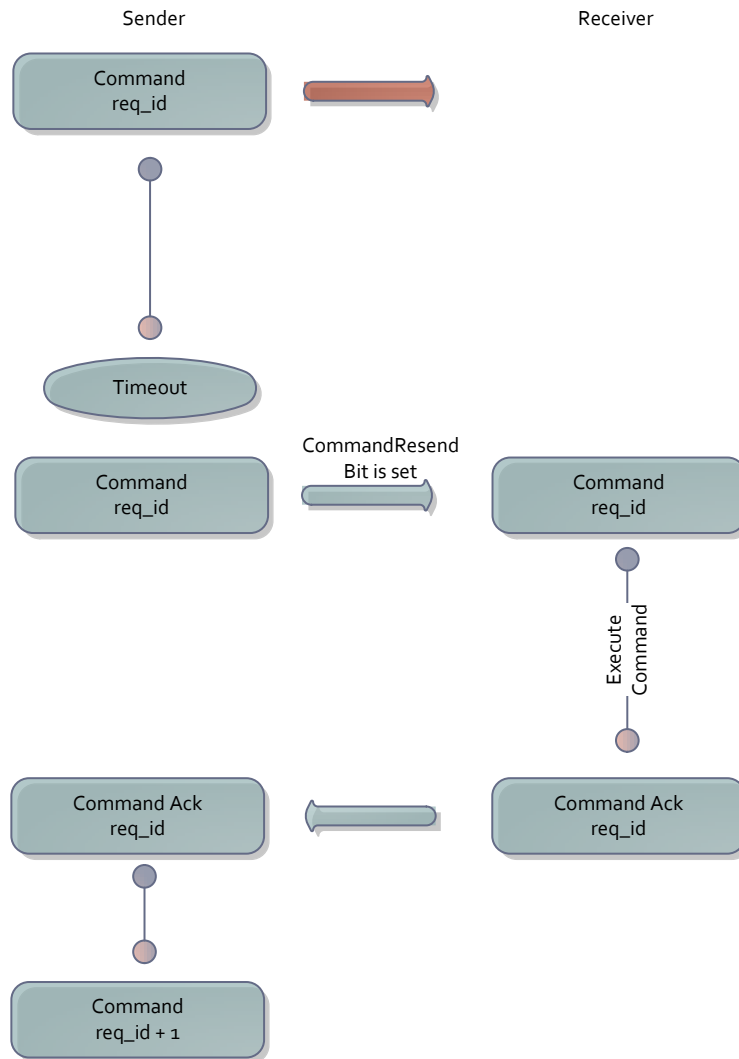 Sender
Receiver
Command
req_id
Timeout
CommandResend
Bit is set
Command
req_id
Command
req_id
Execute
Command
Command Ack
req_id
Command Ack
req_id
Command
req_id + 1